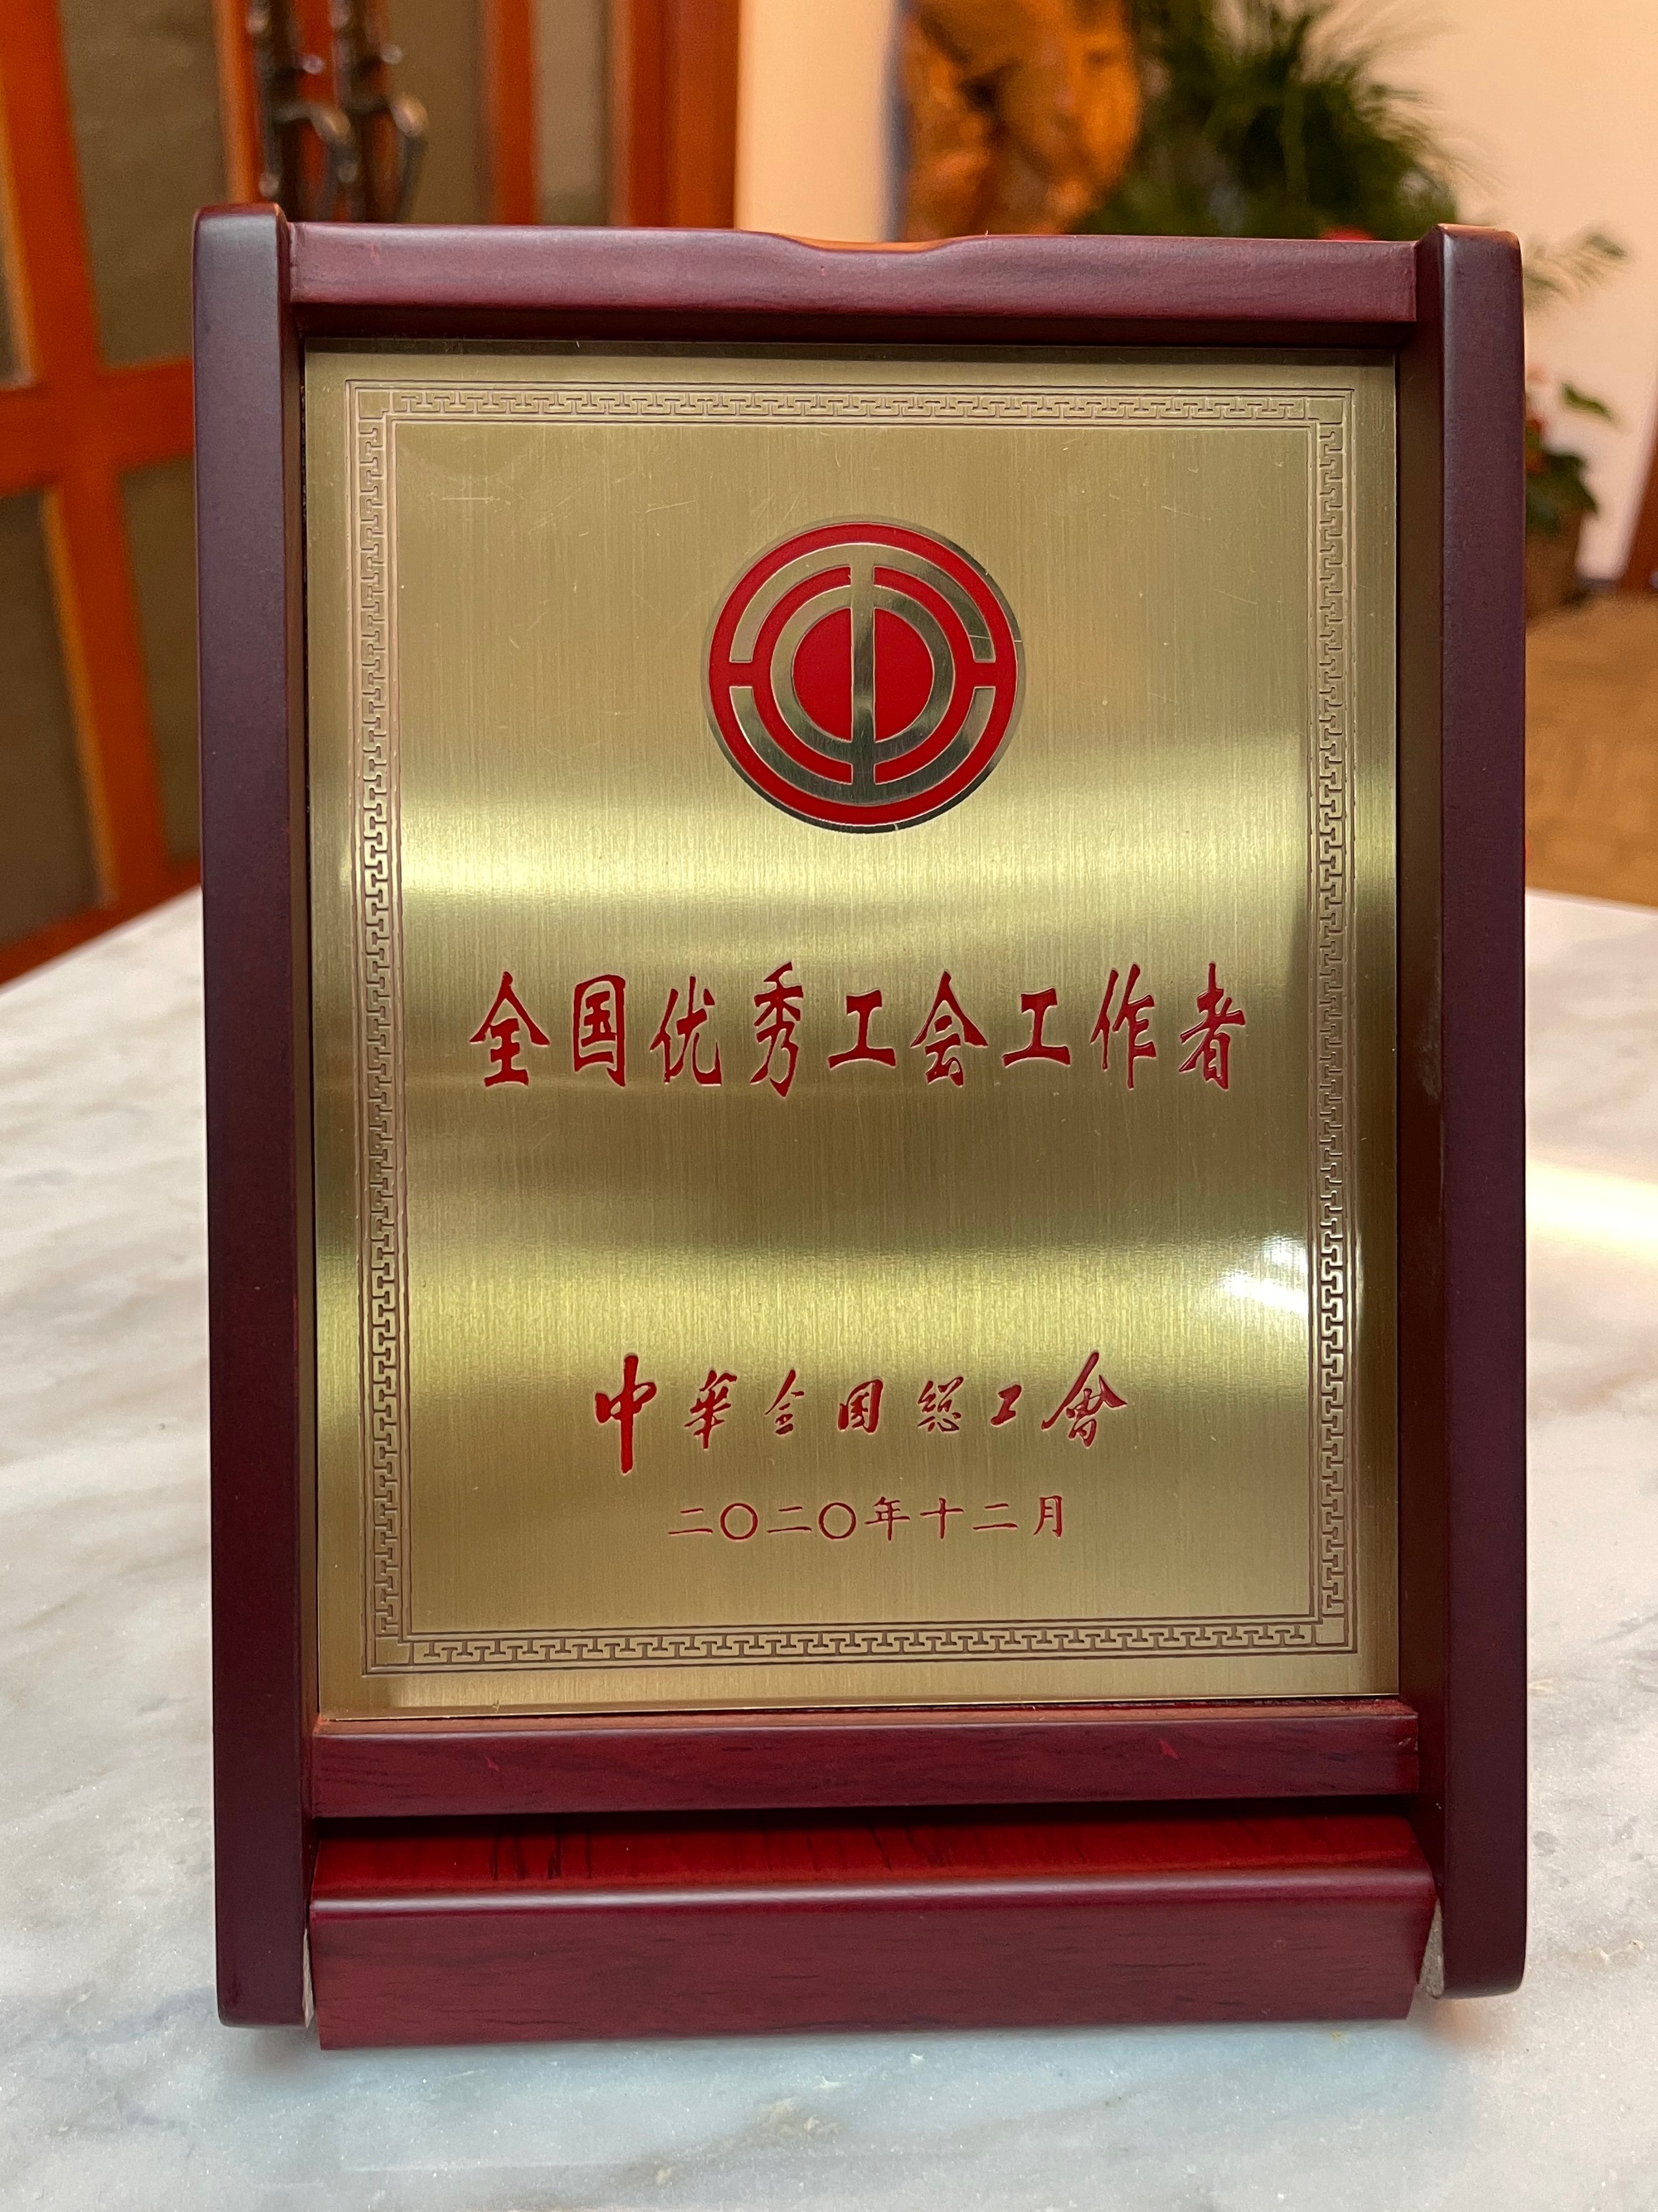 全国优秀工会工作者
中華全国総工會
二〇二〇年十二月